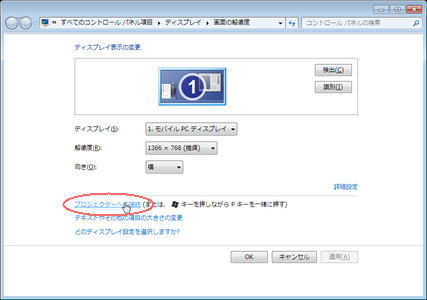 すべてのコントロール パネル項目 ▸ ディスプレイ ▸ 画面の解像度
コントロール パネルの検索
ディスプレイ表示の変更
1
検出(C)
識別(I)
ディスプレイ(S):
1. モバイル PC ディスプレイ
解像度(R):
1366 × 768 (推奨)
向き(O):
横
詳細設定
プロジェクターへの接続 (または、 キーを押しながら P キーを一緒に押す)
テキストやその他の項目の大きさの変更
どのディスプレイ設定を選択しますか?
OK
キャンセル
適用(A)